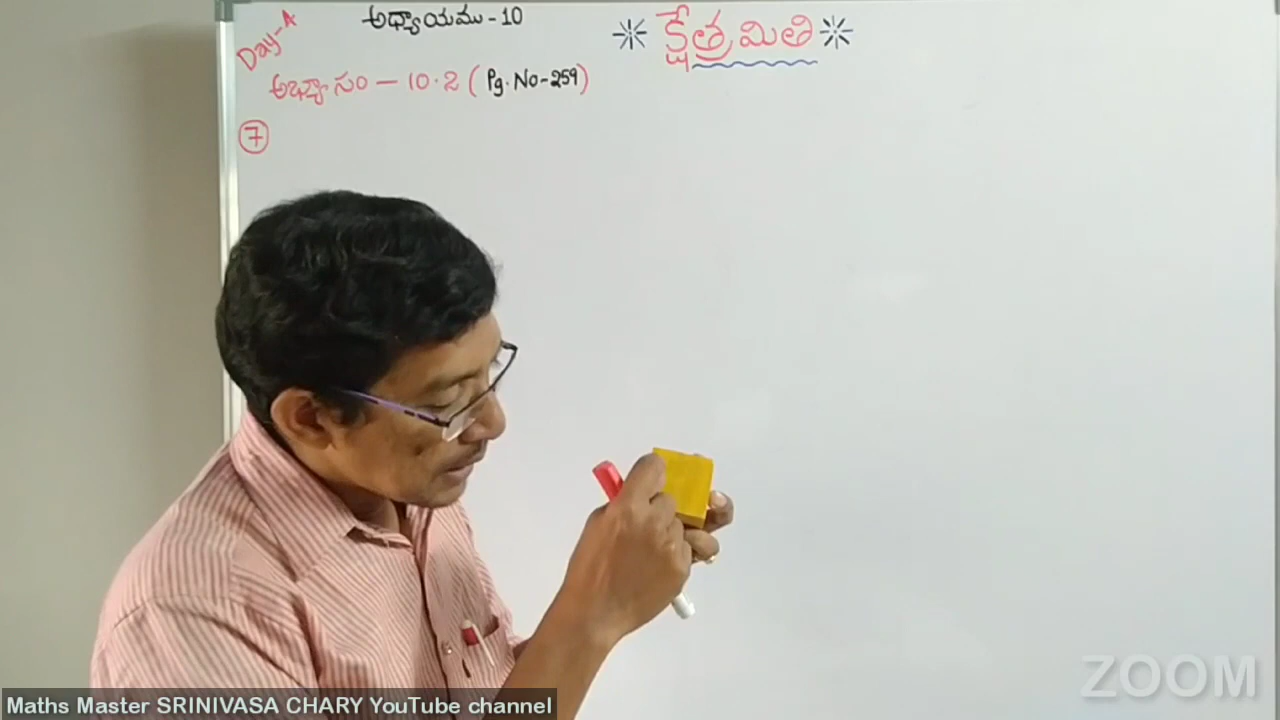 Day-4
అధ్యాయము - 10
* క్షేత్రమితి *
అభ్యాసం - 10.2 (Pg.No-259)
7
ZOOM
Maths Master SRINIVASA CHARY YouTube channel